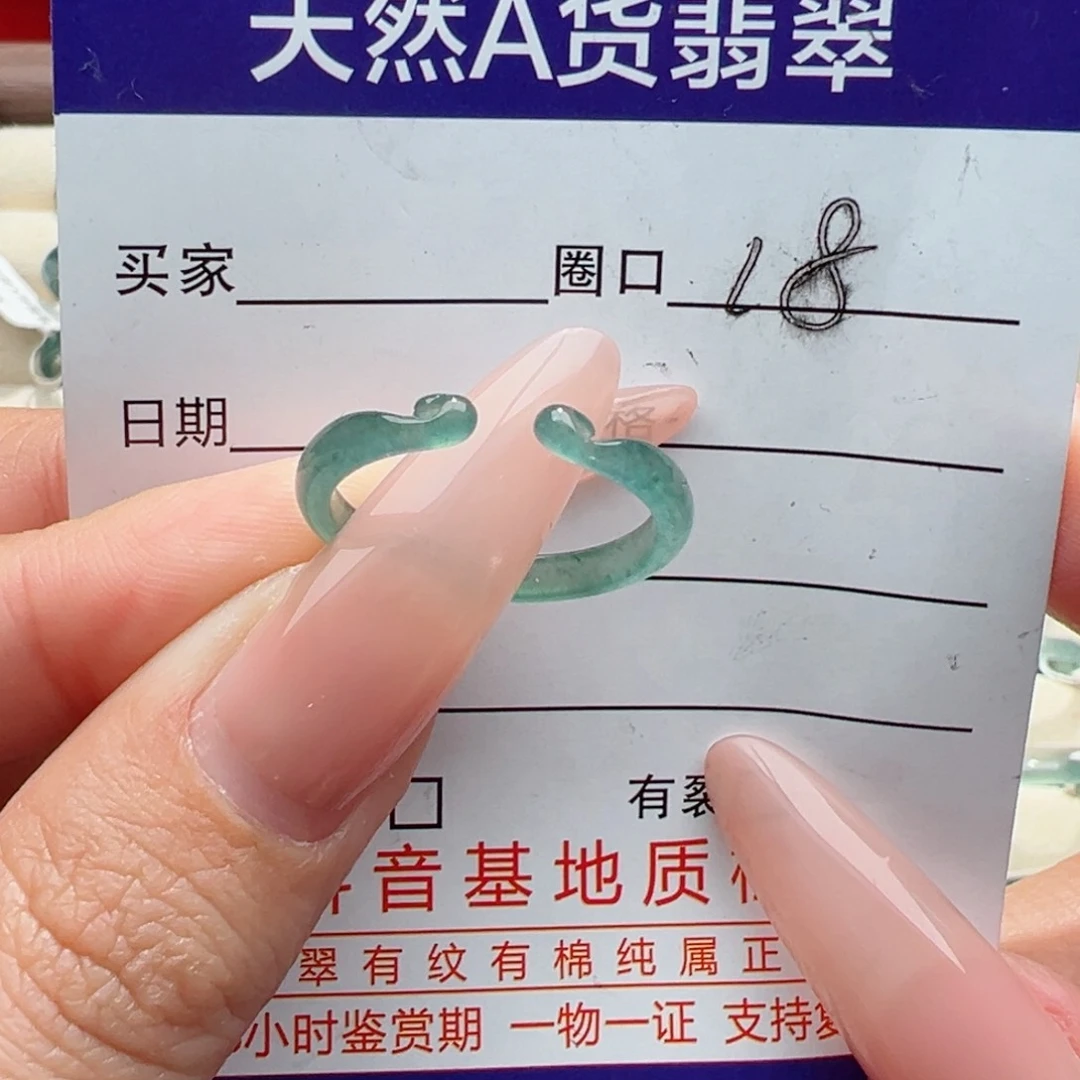 天然A货翡翠
买家 圈口 18
日期 格
有裂
音基地质
翠有纹有棉纯属正
小时鉴赏期 一物一证 支持